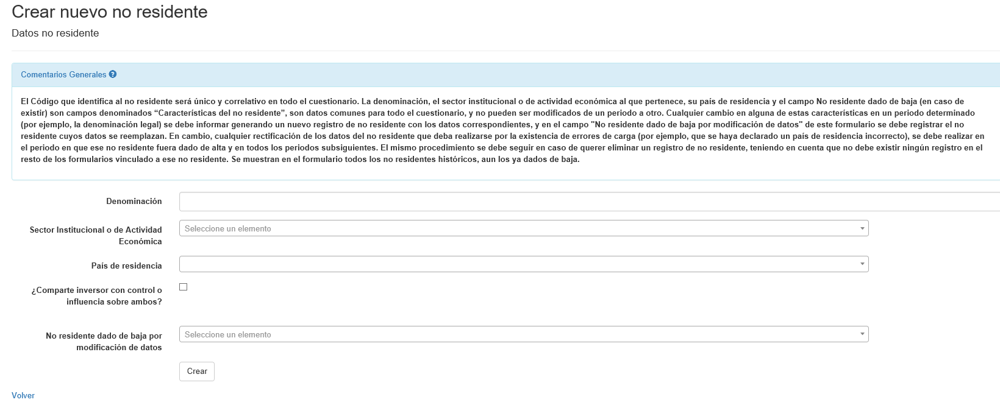 Crear nuevo no residente
Datos no residente
Comentarios Generales
El Código que identifica al no residente será único y correlativo en todo el cuestionario. La denominación, el sector institucional o de actividad económica al que pertenece, su país de residencia y el campo No residente dado de baja (en caso de
existir) son campos denominados “Características del no residente”, son datos comunes para todo el cuestionario, y no pueden ser modificados de un periodo a otro. Cualquier cambio en alguna de estas características en un periodo determinado
(por ejemplo, la denominación legal) se debe informar generando un nuevo registro de no residente con los datos correspondientes, y en el campo "No residente dado de baja por modificación de datos" de este formulario se debe registrar el no
residente cuyos datos se reemplazan. En cambio, cualquier rectificación de los datos del no residente que deba realizarse por la existencia de errores de carga (por ejemplo, que se haya declarado un país de residencia incorrecto), se debe realizar en
el periodo en que ese no residente fuera dado de alta y en todos los periodos subsiguientes. El mismo procedimiento se debe seguir en caso de querer eliminar un registro de no residente, teniendo en cuenta que no debe existir ningún registro en el
resto de los formularios vinculado a ese no residente. Se muestran en el formulario todos los no residentes históricos, aun los ya dados de baja.
Denominación
Sector Institucional o de Actividad
Económica
Seleccione un elemento
País de residencia
¿Comparte inversor con control o
influencia sobre ambos?
No residente dado de baja por
modificación de datos
Seleccione un elemento
Crear
Volver